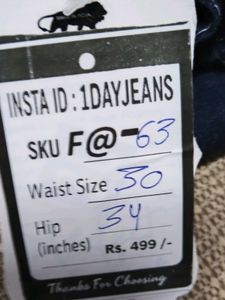 INSTA ID : 1DAYJEANS
SKU F@-63
Waist Size 30
Hip 34
(inches) Rs. 499 /-
Thanks For Choosing